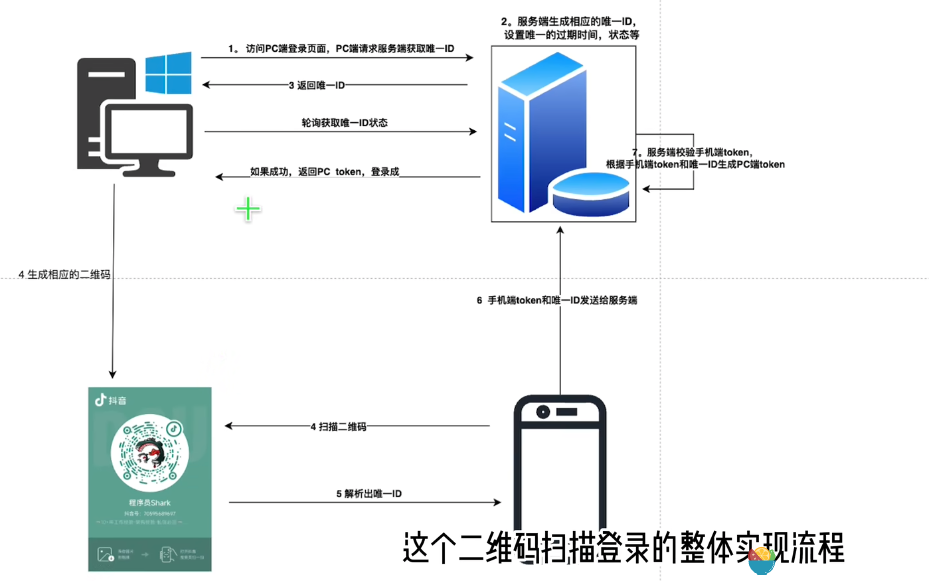 2。服务端生成相应的唯一ID,
设置唯一的过期时间，状态等
1。 访问PC端登录页面，PC端请求服务端获取唯一ID
3 返回唯一ID
轮询获取唯一ID状态
如果成功，返回PC token，登录成
7。服务端校验手机端token,
根据手机端token和唯一ID生成PC端token
4 生成相应的二维码
6 手机端token和唯一ID发送给服务端
抖音
4 扫描二维码
5 解析出唯一ID
程序员Shark
这个二维码扫描登录的整体实现流程